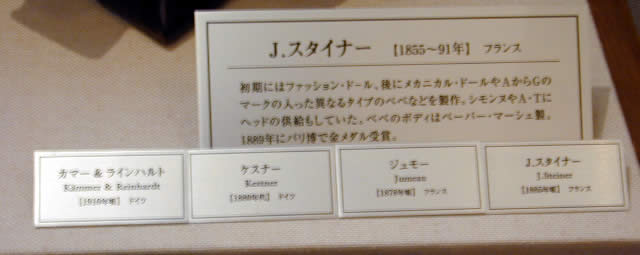 J.スタイナー 【1855〜91年】 フランス
初期にはファッション・ドール、後にメカニカル・ドールやAからGの
マークの入った異なるタイプのベベなどを製作。シモンヌやA・Tに
ヘッドの供給もしていた。ベベのボディはペーパー・マーシェ製。
1889年にパリ博で金メダル受賞。
カマー & ラインハルト
Kämmer & Reinhardt
【1910年頃】 ドイツ
ケスナー
Kestner
【1880年代】 ドイツ
ジュモー
Jumeau
【1878年頃】 フランス
J.スタイナー
J.Steiner
【1885年頃】 フランス